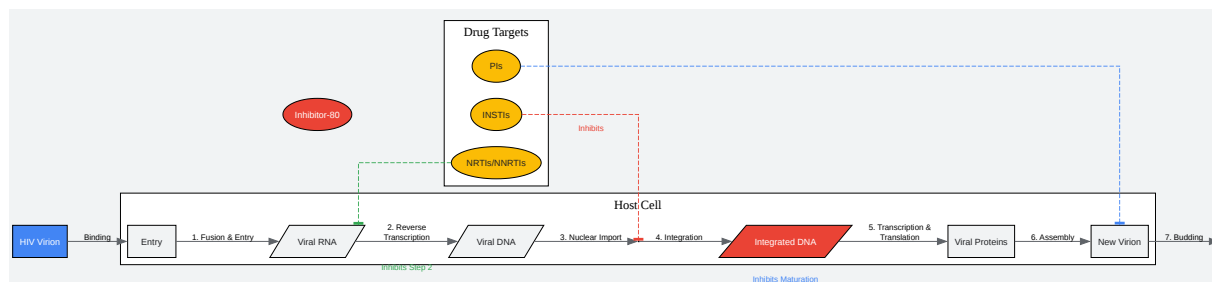 Drug Targets
PIs
Inhibitor-80
INSTIs
Inhibits
NRTIs/NNRTIs
Host Cell
HIV Virion
Binding
Entry
1. Fusion & Entry
Viral RNA
2. Reverse
Transcription
Viral DNA
3. Nuclear Import
4. Integration
Integrated DNA
5. Transcription &
Translation
Viral Proteins
6. Assembly
New Virion
7. Budding
Inhibits Step 2
Inhibits Maturation